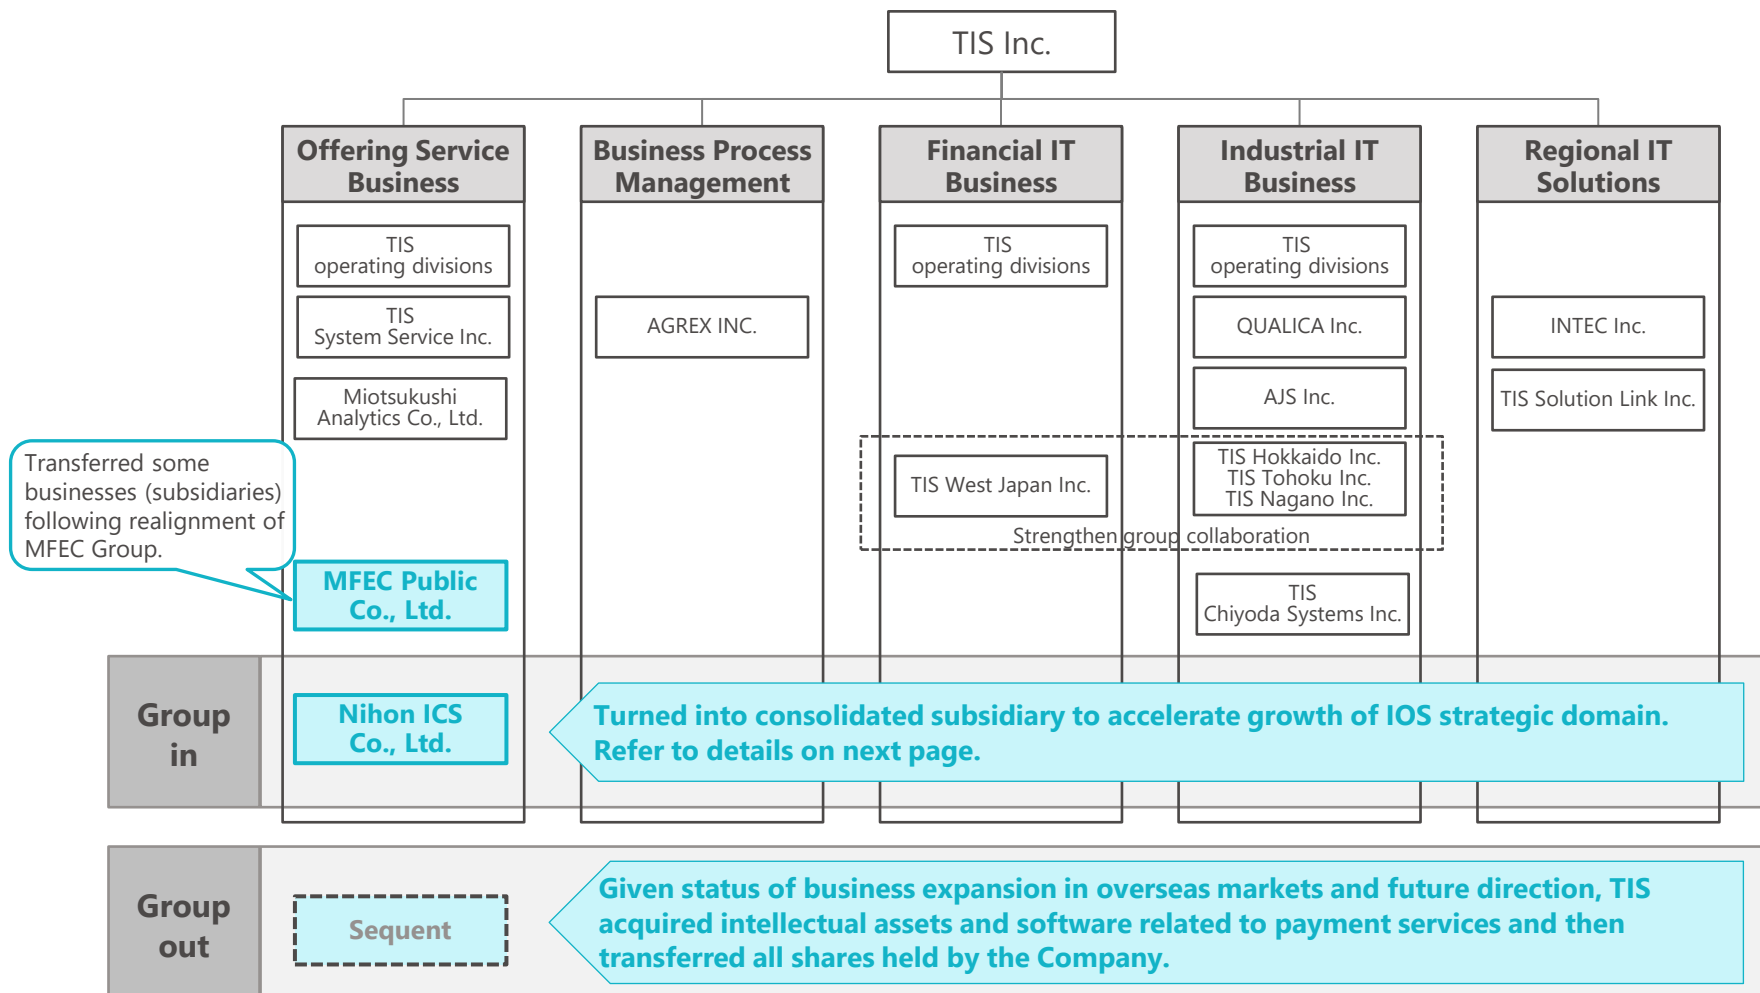 TIS Inc.
Offering Service
Business
Business Process
Management
Financial IT
Business
Industrial IT
Business
Regional IT
Solutions
TIS
operating divisions
TIS
operating divisions
TIS
operating divisions
TIS
System Service Inc.
AGREX INC.
QUALICA Inc.
INTEC Inc.
Miotsukushi
Analytics Co., Ltd.
AJS Inc.
TIS Solution Link Inc.
Transferred some
businesses (subsidiaries)
following realignment of
MFEC Group.
TIS West Japan Inc.
TIS Hokkaido Inc.
TIS Tohoku Inc.
TIS Nagano Inc.
Strengthen group collaboration
MFEC Public
Co., Ltd.
TIS
Chiyoda Systems Inc.
Group
in
Nihon ICS
Co., Ltd.
Turned into consolidated subsidiary to accelerate growth of IOS strategic domain.
Refer to details on next page.
Group
out
Sequent
Given status of business expansion in overseas markets and future direction, TIS
acquired intellectual assets and software related to payment services and then
transferred all shares held by the Company.